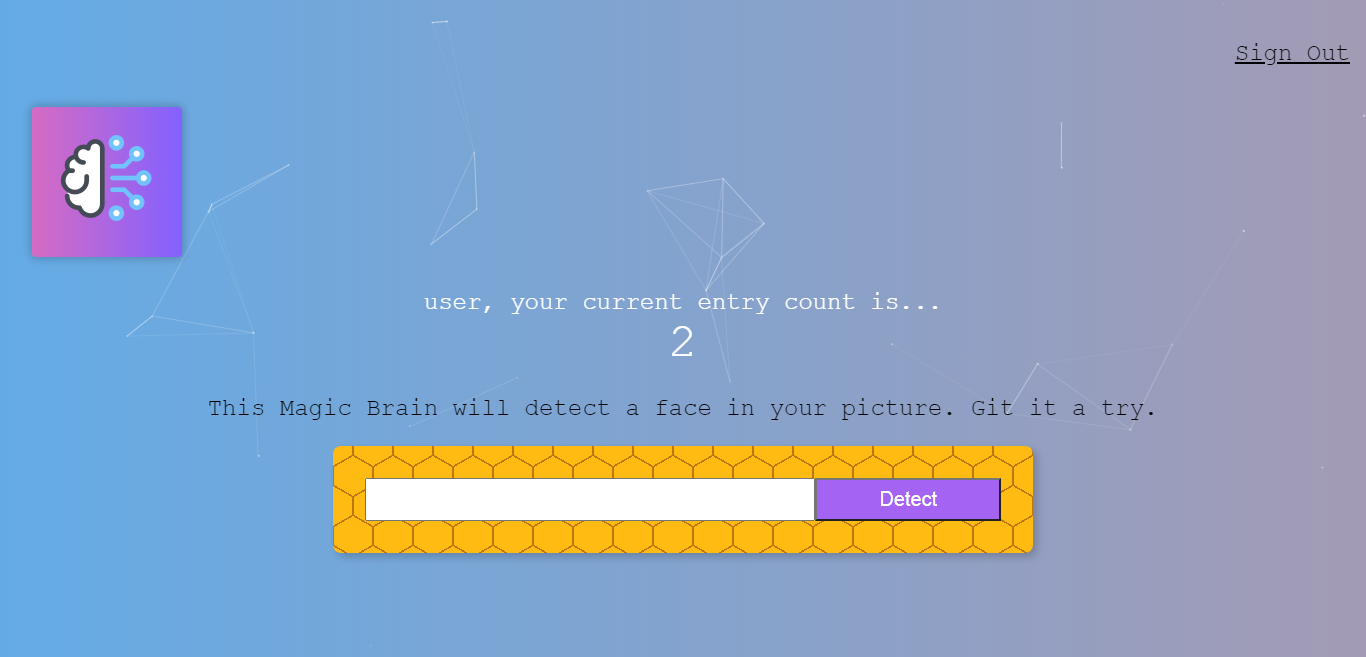 Sign Out
user, your current entry count is...
2
This Magic Brain will detect a face in your picture. Git it a try.
Detect